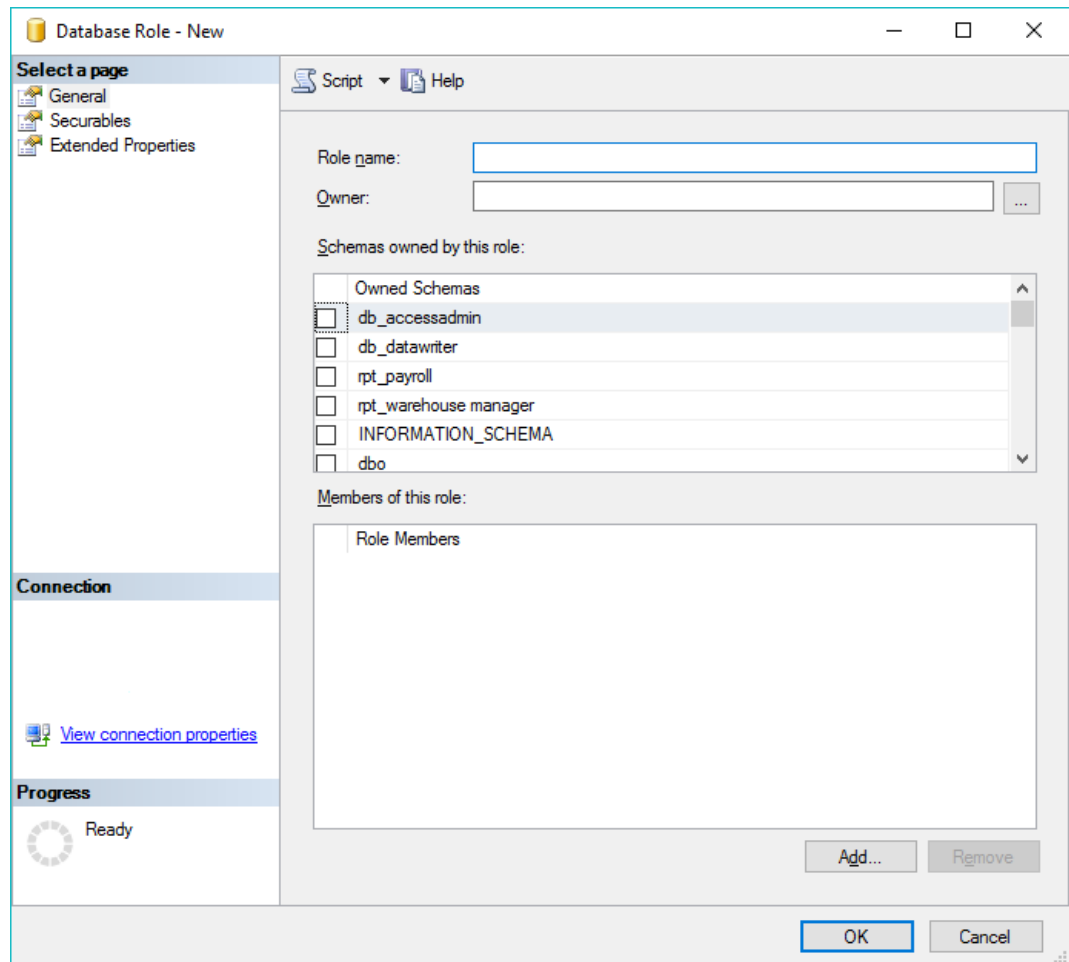 Database Role - New
Select a page
General
Securables
Extended Properties
Script Help
Role name:
Owner:
...
Schemas owned by this role:
Owned Schemas
db_accessadmin
db_datawriter
rpt_payroll
rpt_warehouse manager
INFORMATION_SCHEMA
dbo
Members of this role:
Role Members
Connection
View connection properties
Progress
Ready
Add...
Remove
OK
Cancel